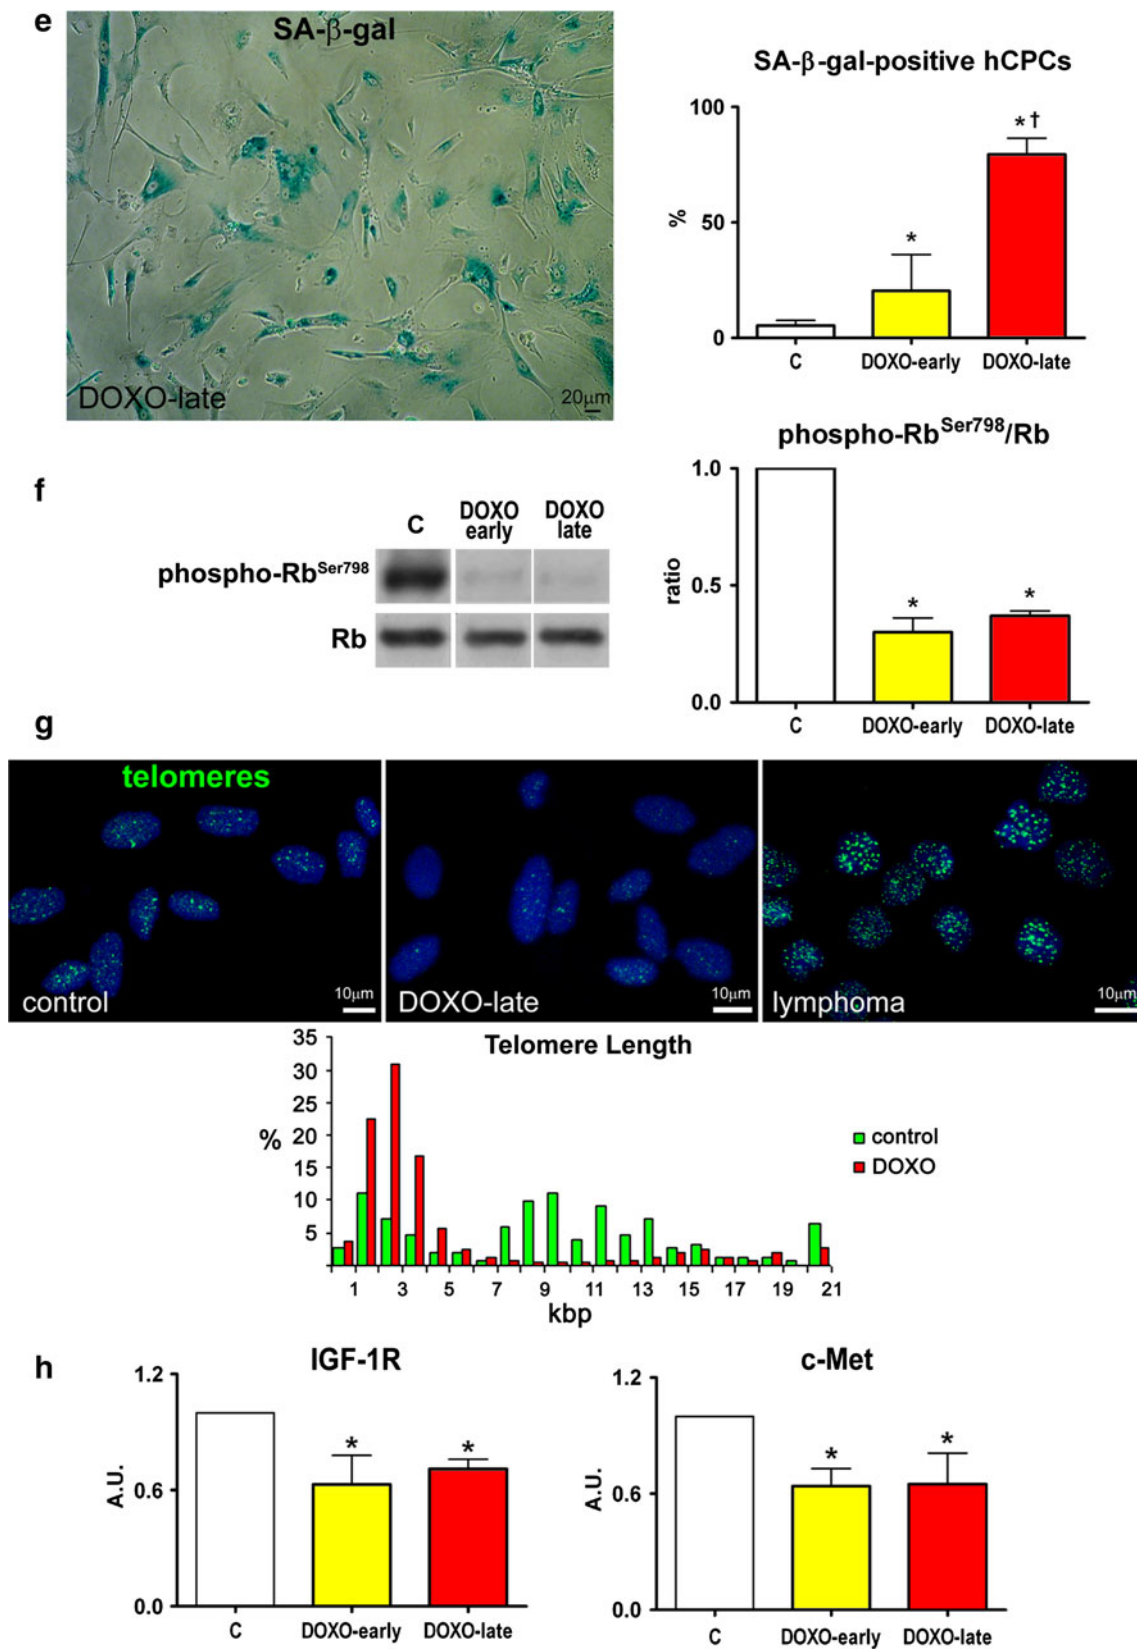 e
SA-β-gal
DOXO-late
20μm
SA-β-gal-positive hCPCs
100
50
0
%
*
*†
C DOXO-early DOXO-late
f
C DOXO early DOXO late
phospho-Rb^Ser798
Rb
phospho-Rb^Ser798/Rb
1.0
0.5
0.0
ratio
*
*
C DOXO-early DOXO-late
g
telomeres
control
10μm
DOXO-late
10μm
lymphoma
10μm
Telomere Length
35
30
25
20
15
10
5
%
1 3 5 7 9 11 13 15 17 19 21
kbp
control
DOXO
h
IGF-1R
1.2
0.6
0.0
A.U.
*
*
C DOXO-early DOXO-late
c-Met
1.2
0.6
0.0
A.U.
*
*
C DOXO-early DOXO-late